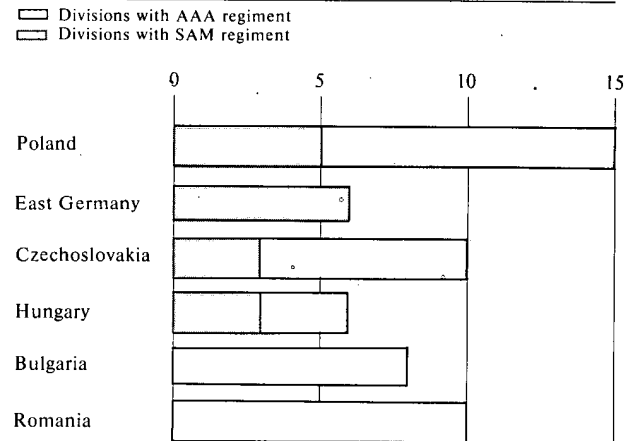 Divisions with AAA regiment
Divisions with SAM regiment
0 5 10 15
Poland
East Germany
Czechoslovakia
Hungary
Bulgaria
Romania